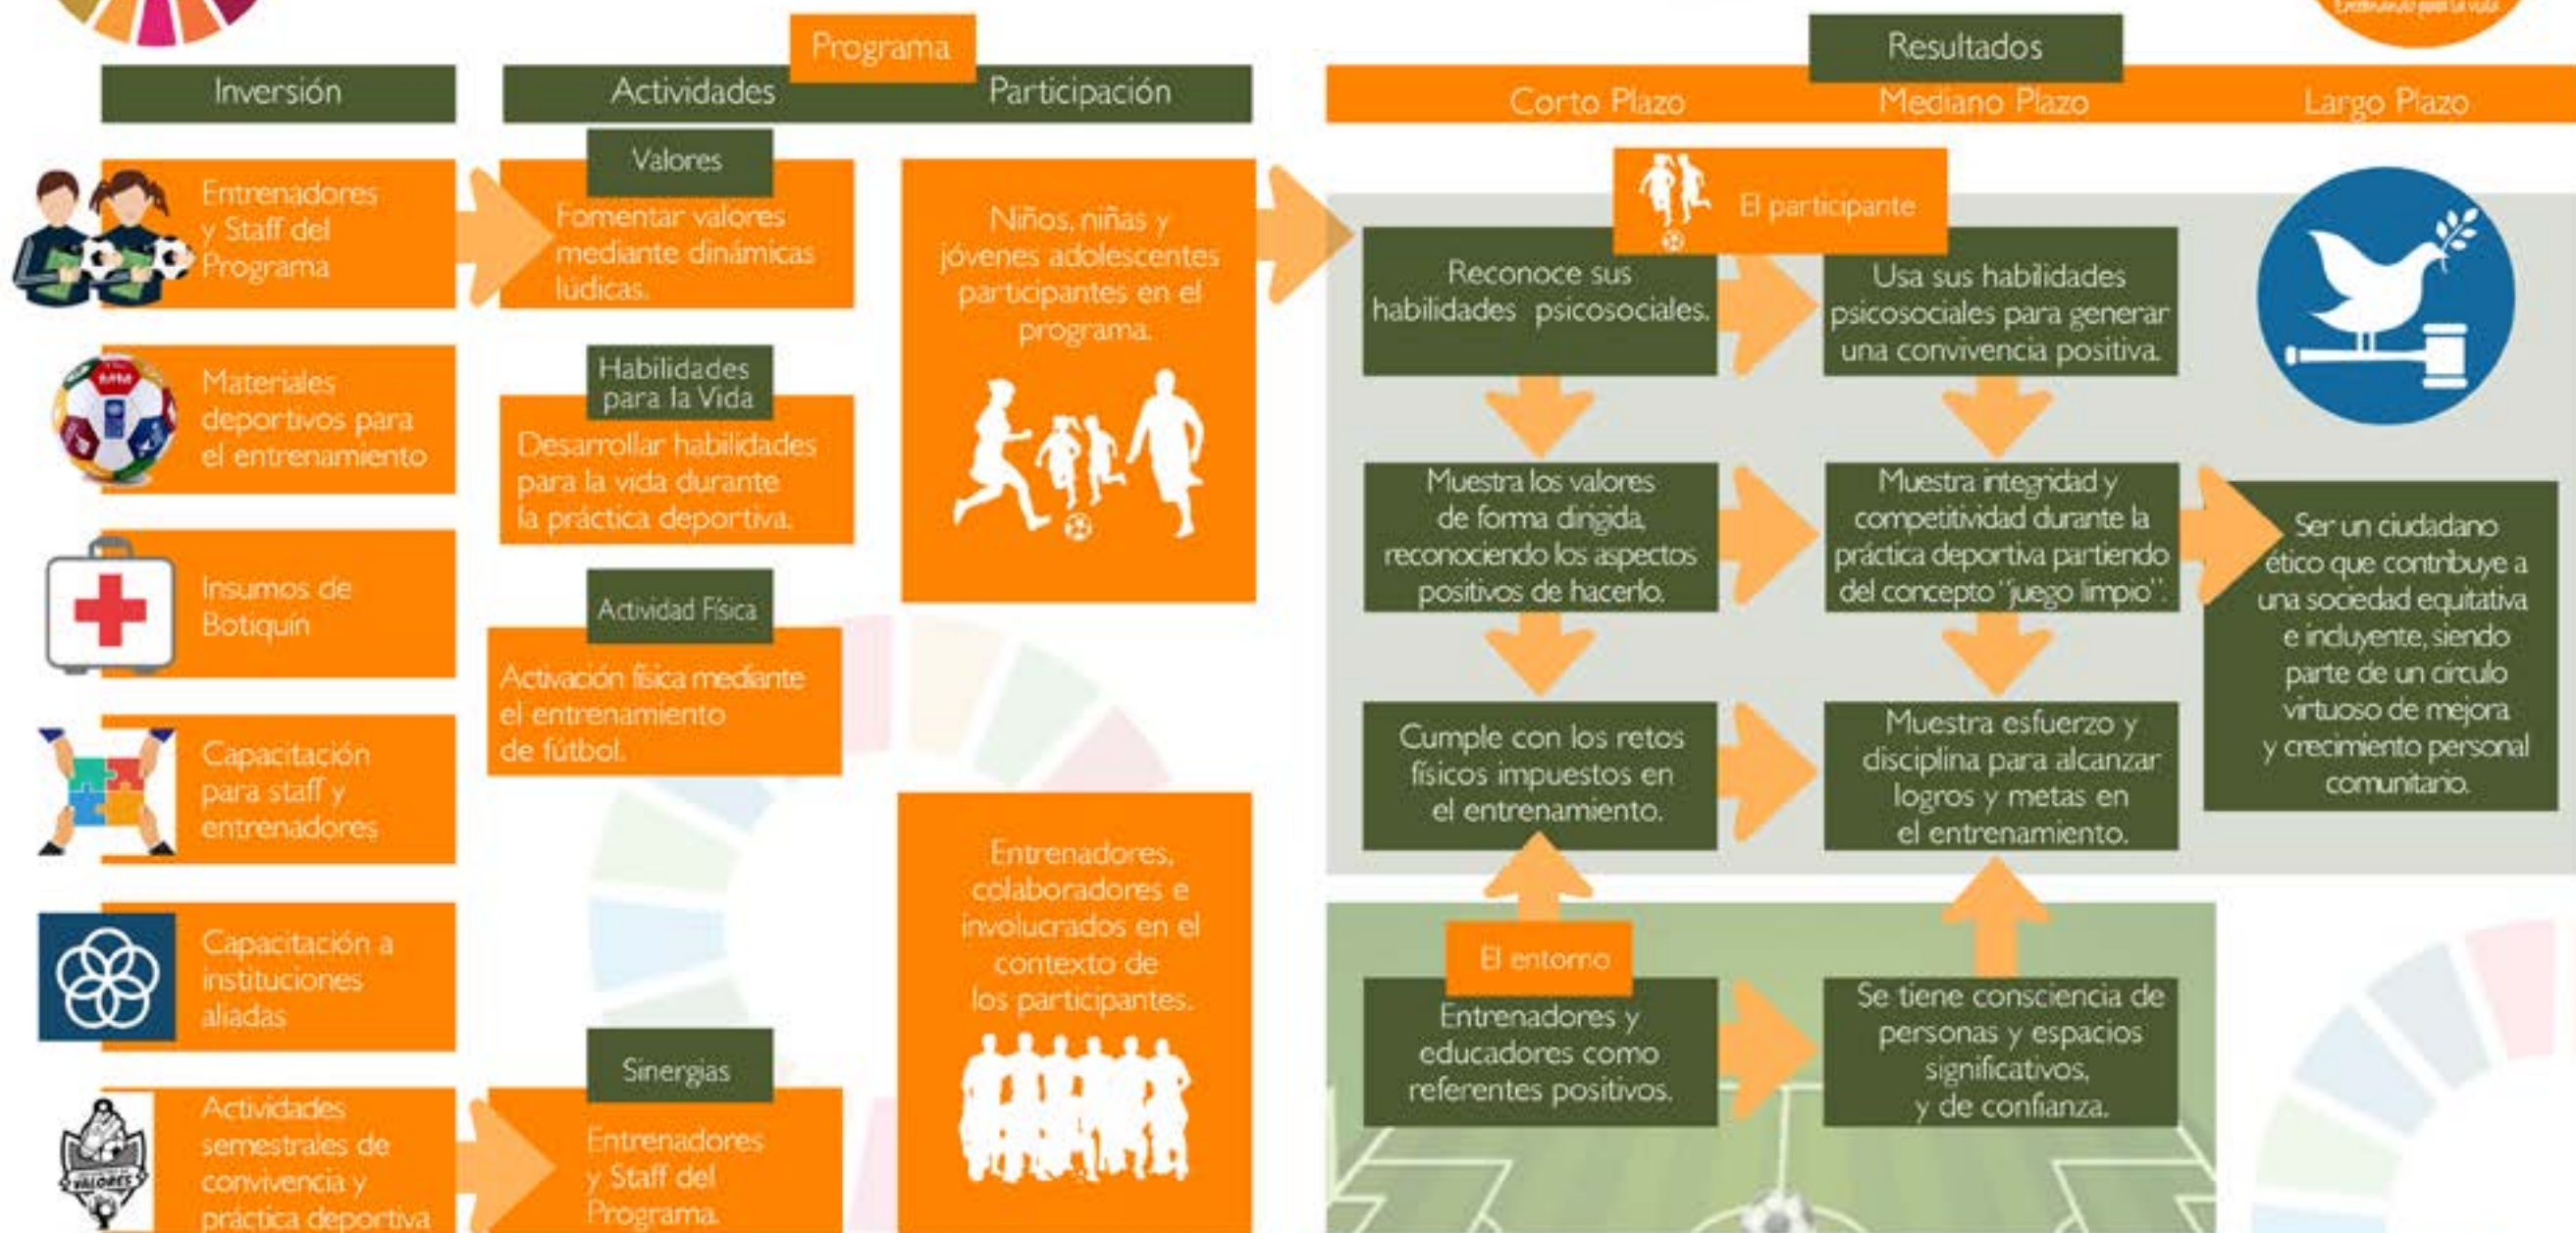 Entrenando para la vida
Programa
Resultados
Inversión
Actividades
Participación
Corto Plazo
Mediano Plazo
Largo Plazo
Entrenadores
y Staff del
Programa
Materiales
deportivos para
el entrenamiento
Insumos de
Botiquín
Capacitación
para staff y
entrenadores
Capacitación a
instituciones
aliadas
VALORES
Actividades
semestrales de
convivencia y
práctica deportiva
Valores
Fomentar valores
mediante dinámicas
lúdicas.
Habilidades
para la Vida
Desarrollar habilidades
para la vida durante
la práctica deportiva.
Actividad Física
Activación física mediante
el entrenamiento
de fútbol.
Sinergias
Entrenadores
y Staff del
Programa.
Niños, niñas y
jóvenes adolescentes
participantes en el
programa.
Entrenadores,
colaboradores e
involucrados en el
contexto de
los participantes.
El participante
Reconoce sus
habilidades psicosociales.
Usa sus habilidades
psicosociales para generar
una convivencia positiva.
Muestra los valores
de forma dirigida,
reconociendo los aspectos
positivos de hacerlo.
Muestra integridad y
competitividad durante la
práctica deportiva partiendo
del concepto "juego limpio".
Cumple con los retos
físicos impuestos en
el entrenamiento.
Muestra esfuerzo y
disciplina para alcanzar
logros y metas en
el entrenamiento.
Ser un ciudadano
ético que contribuye a
una sociedad equitativa
e incluyente, siendo
parte de un circulo
virtuoso de mejora
y crecimiento personal
comunitario.
El entorno
Entrenadores y
educadores como
referentes positivos.
Se tiene consciencia de
personas y espacios
significativos,
y de confianza.